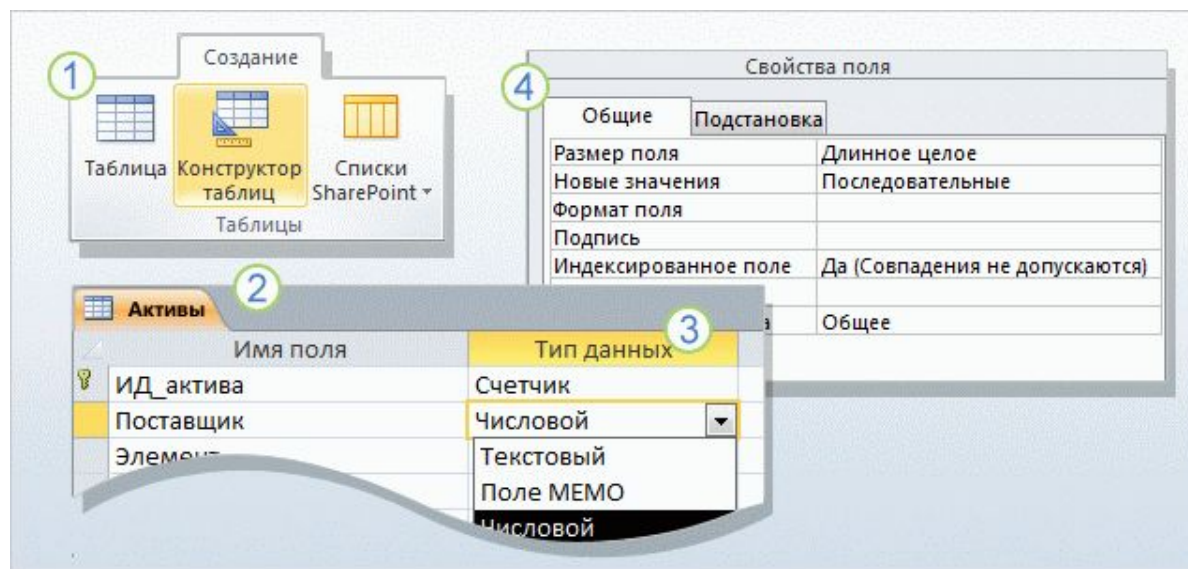 1
Создание
Таблица
Конструктор
таблиц
Списки
SharePoint
Таблицы
2
Активы
3
Имя поля Тип данных
ИД_актива Счетчик
Поставщик Числовой
Текстовый
Поле МЕМО
Числовой
4
Свойства поля
Общие Подстановка
Размер поля Длинное целое
Новые значения Последовательные
Формат поля
Подпись
Индексированное поле Да (Совпадения не допускаются)
Общее